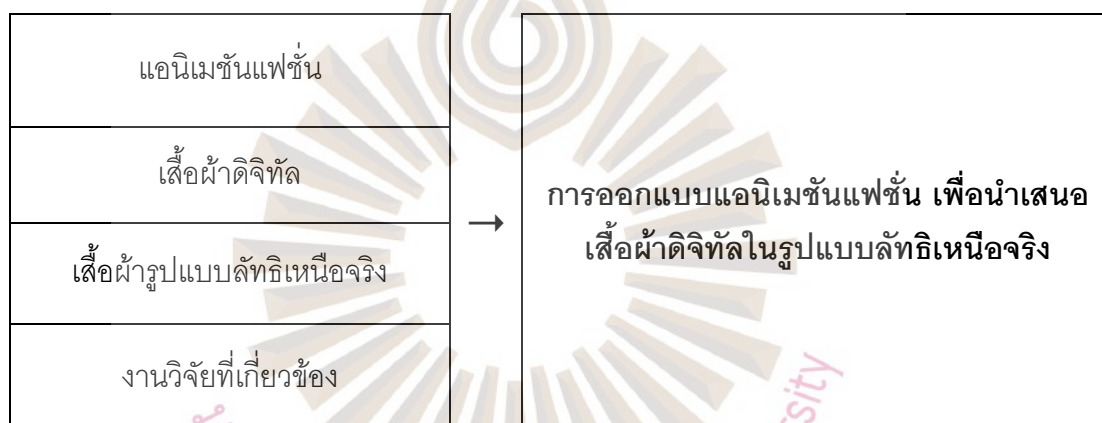 แอนิเมชันแฟชั่น
เสื้อผ้าดิจิทัล
เสื้อผ้ารูปแบบลัทธิเหนือจริง
งานวิจัยที่เกี่ยวข้อง
→
การออกแบบแอนิเมชันแฟชั่น เพื่อนำเสนอ
เสื้อผ้าดิจิทัลในรูปแบบลัทธิเหนือจริง